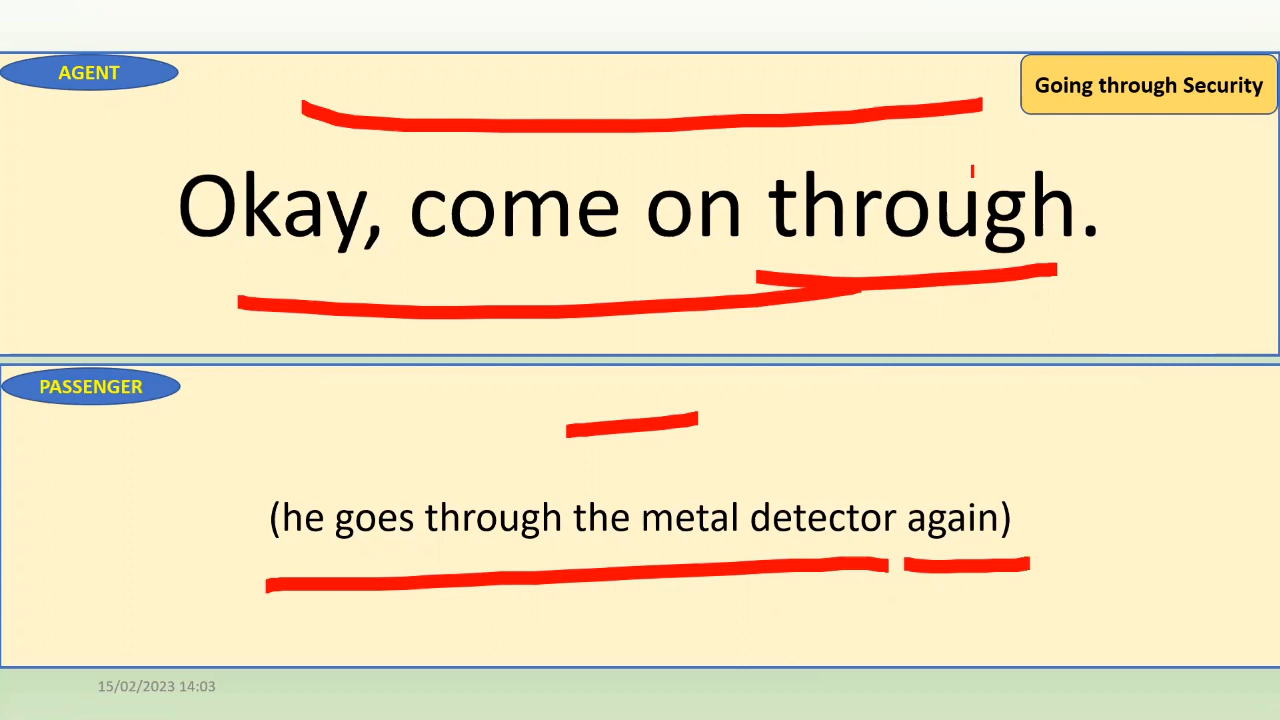 AGENT
Going through Security
Okay, come on through.
PASSENGER
(he goes through the metal detector again)
15/02/2023 14:03